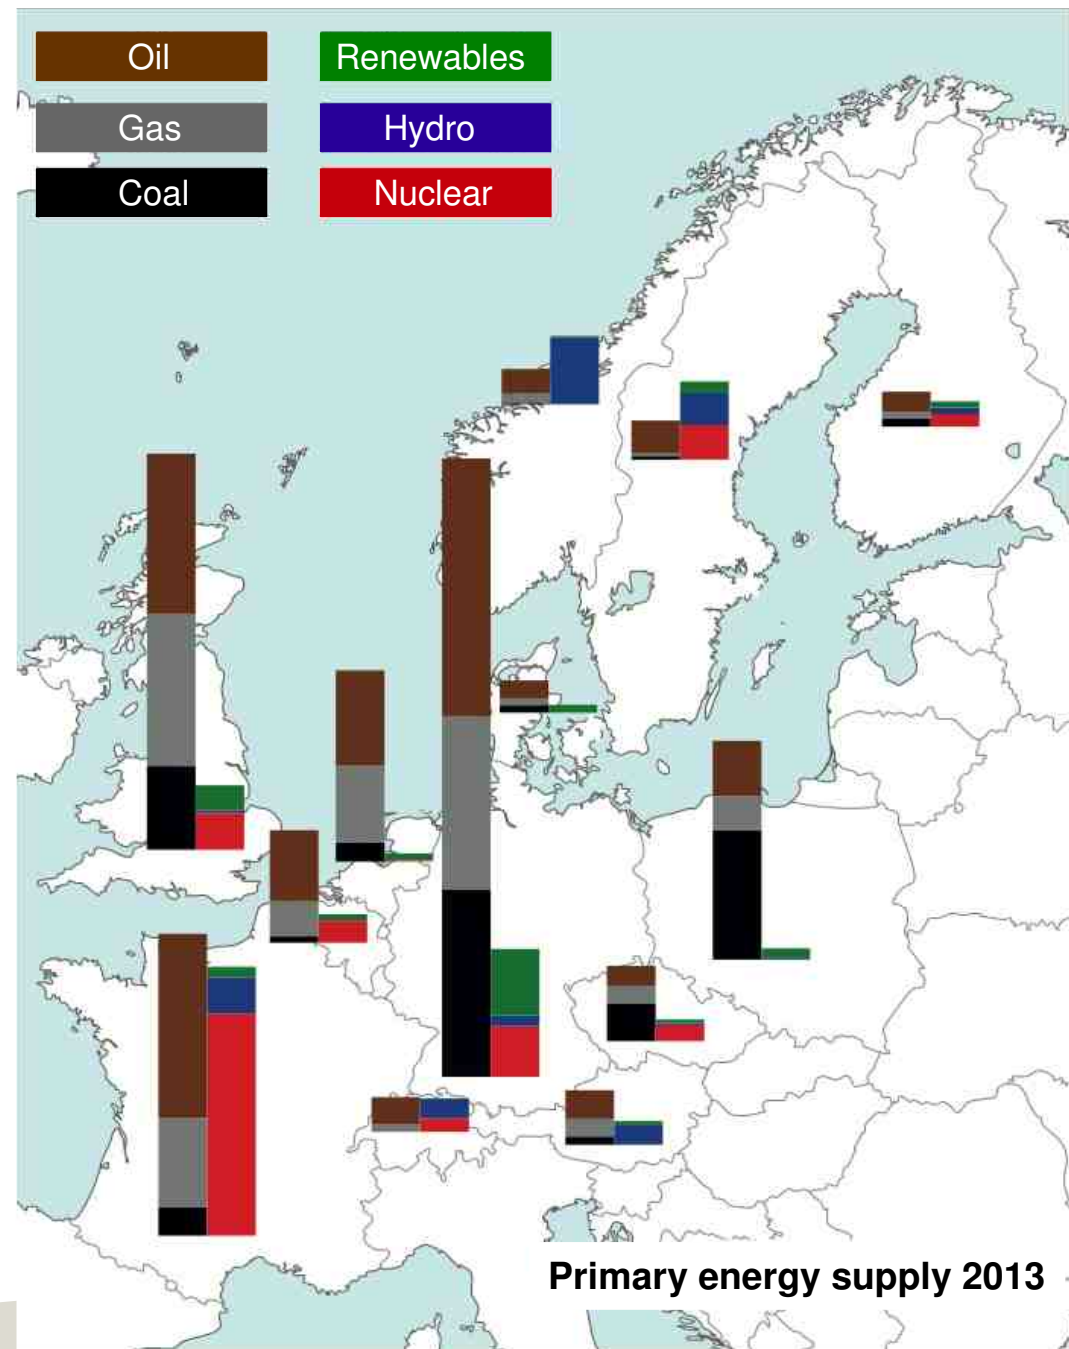 Oil
Renewables
Gas
Hydro
Coal
Nuclear
Primary energy supply 2013